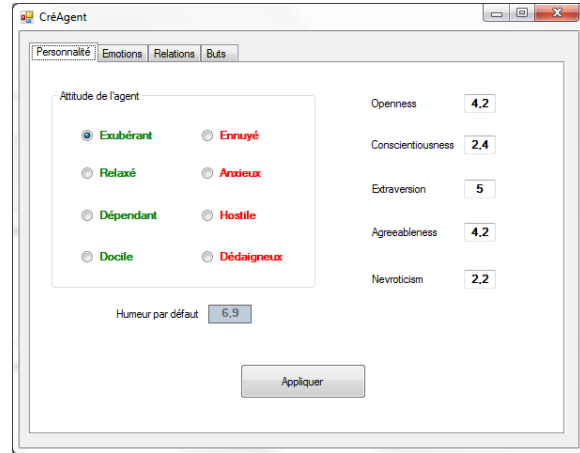 CréAgent
Personnalité Emotions Relations Buts
Attitude de l'agent
Exubérant Ennuyé
Relaxé Anxieux
Dépendant Hostile
Docile Dédaigneux
Humeur par défaut 6,9
Openness 4,2
Conscientiousness 2,4
Extraversion 5
Agreeableness 4,2
Nevroticism 2,2
Appliquer